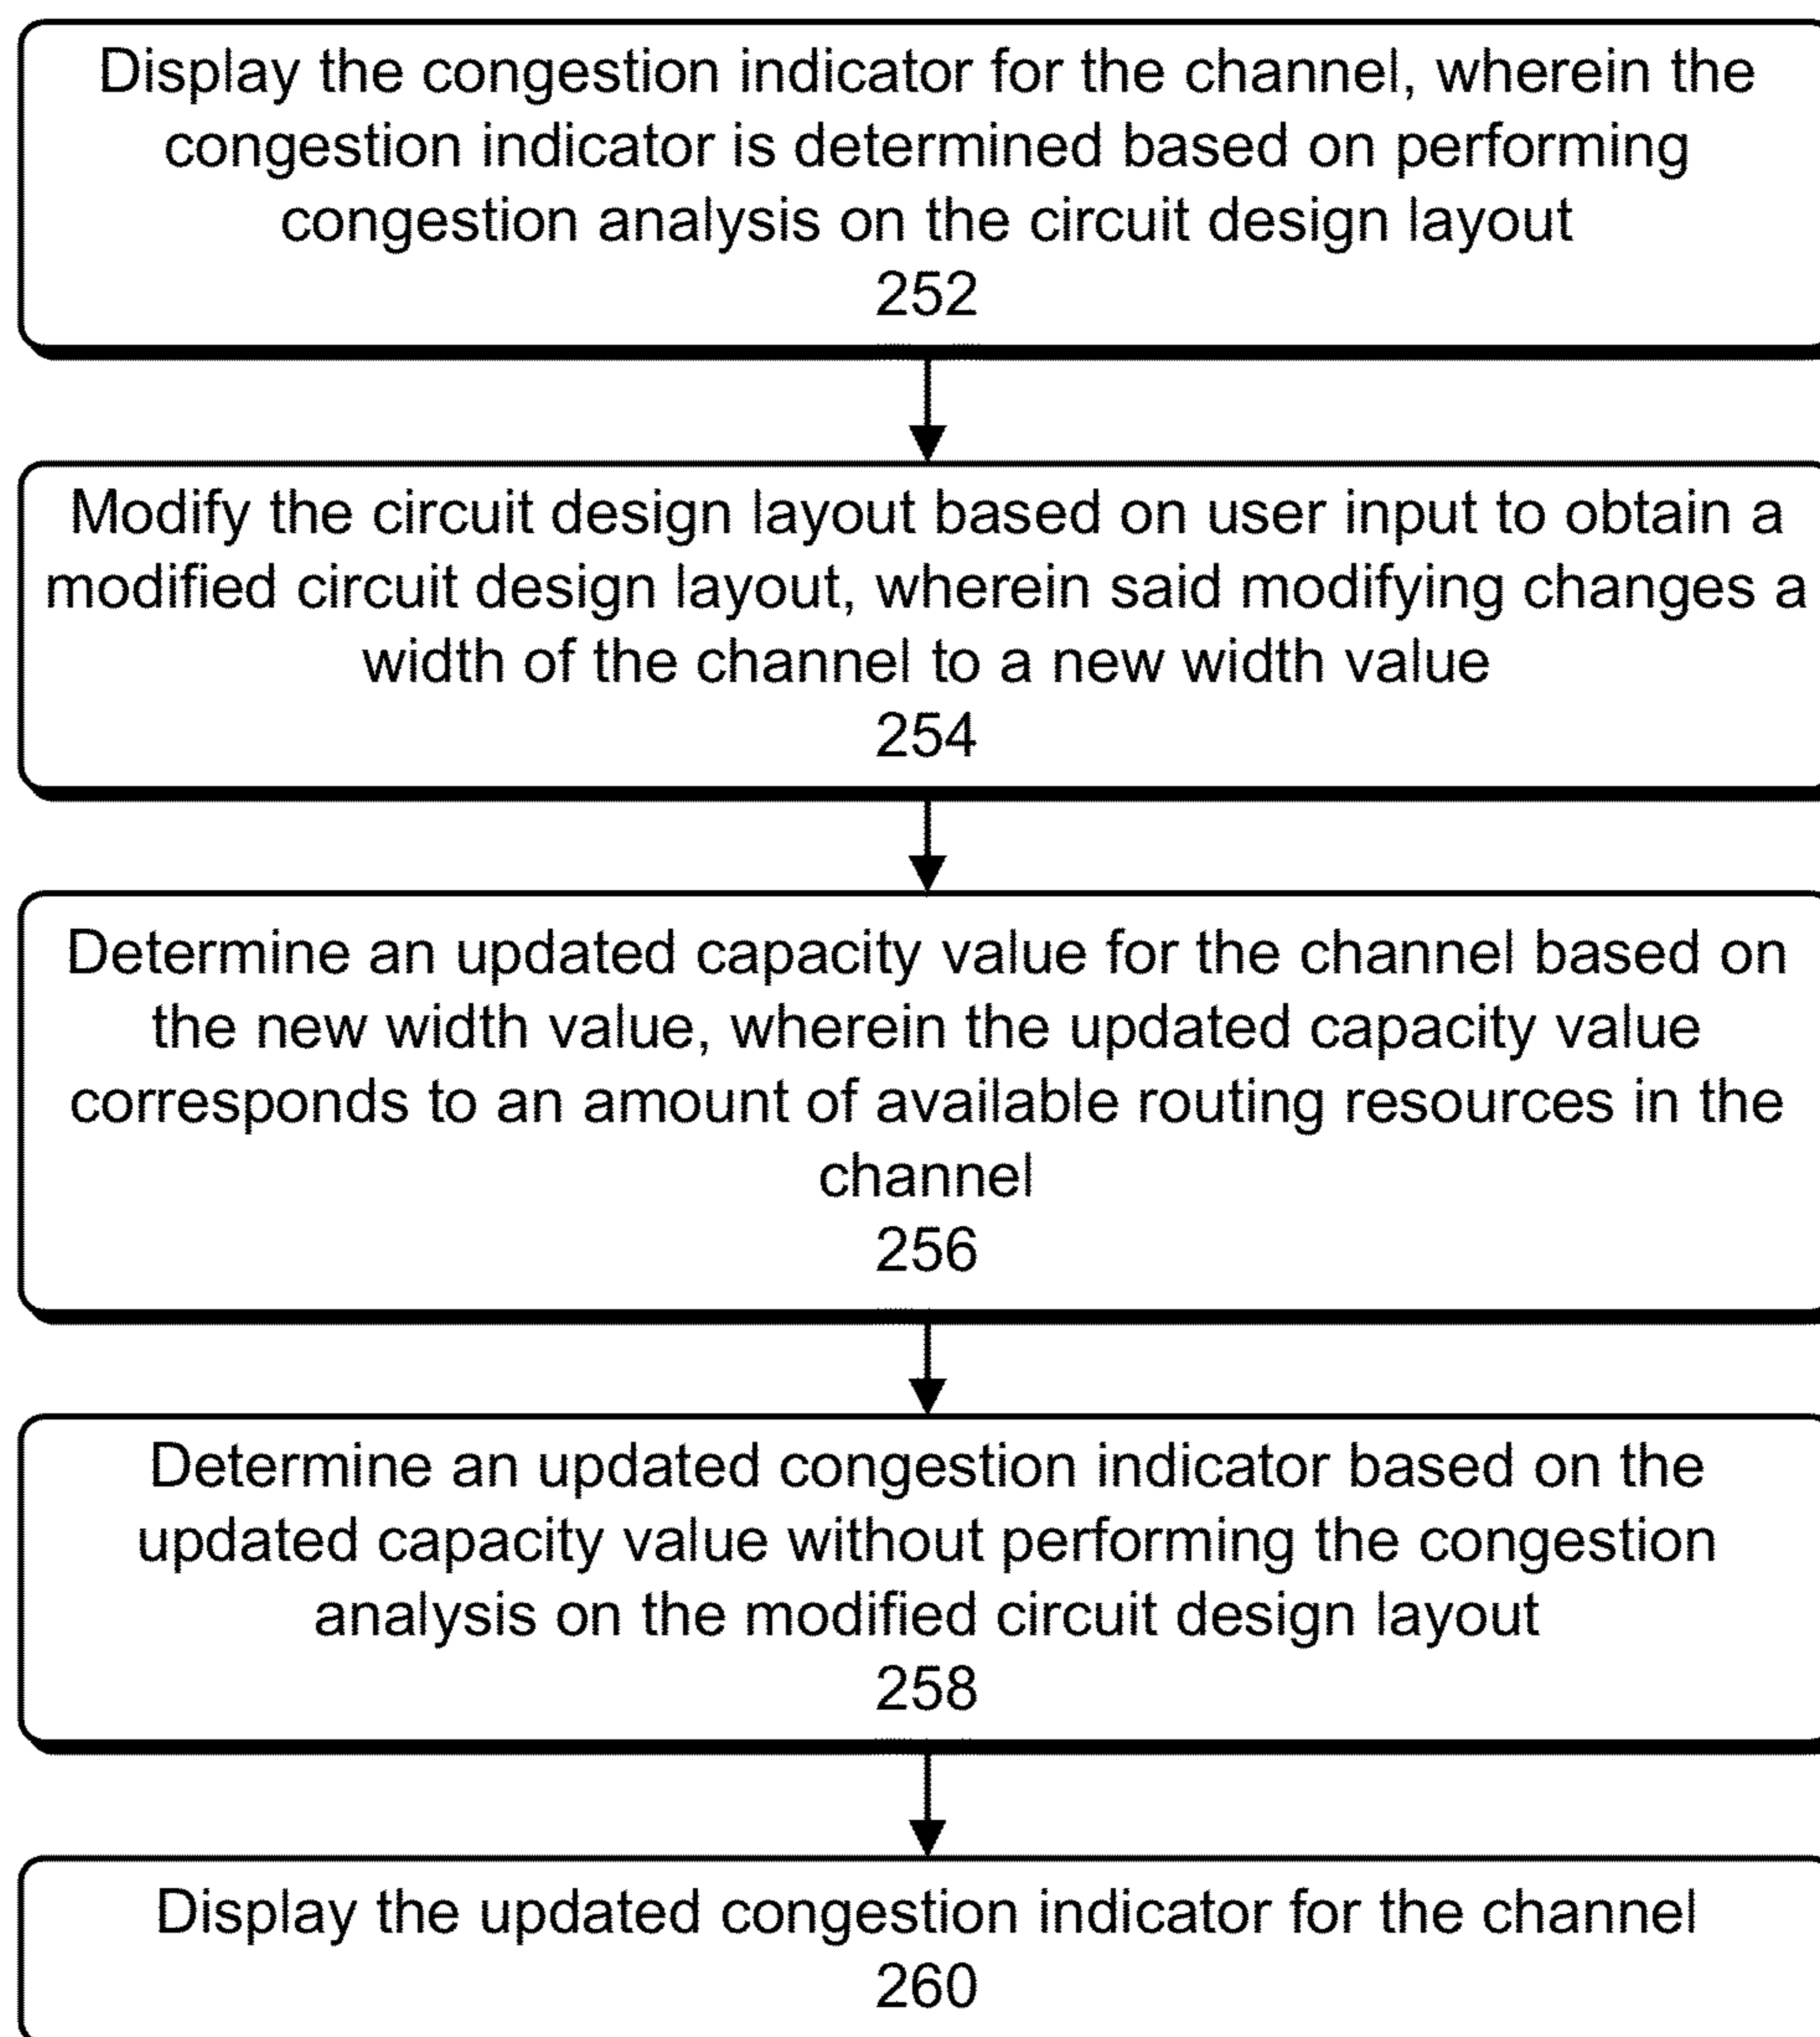 Display the congestion indicator for the channel, wherein the
congestion indicator is determined based on performing
congestion analysis on the circuit design layout
252
Modify the circuit design layout based on user input to obtain a
modified circuit design layout, wherein said modifying changes a
width of the channel to a new width value
254
Determine an updated capacity value for the channel based on
the new width value, wherein the updated capacity value
corresponds to an amount of available routing resources in the
channel
256
Determine an updated congestion indicator based on the
updated capacity value without performing the congestion
analysis on the modified circuit design layout
258
Display the updated congestion indicator for the channel
260